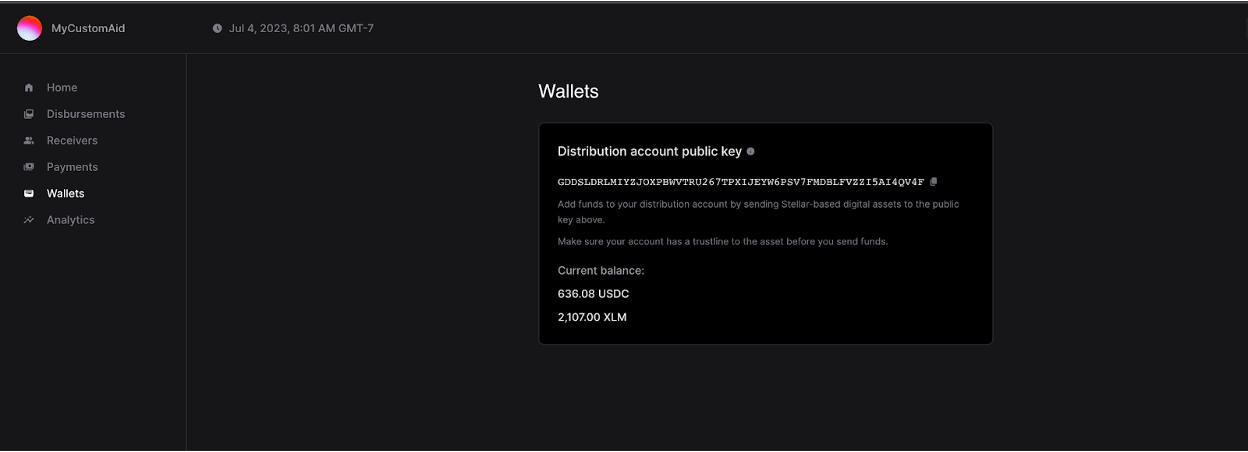 MyCustomAid
Jul 4, 2023, 8:01 AM GMT-7
Home
Disbursements
Receivers
Payments
Wallets
Analytics
Wallets
Distribution account public key
GDDSLDRLMIYZJOXPBWVTRU267TPXIJEYW6PSV7FMDBLFVZZI5AI4QV4F
Add funds to your distribution account by sending Stellar-based digital assets to the public
key above.
Make sure your account has a trustline to the asset before you send funds.
Current balance:
636.08 USDC
2,107.00 XLM